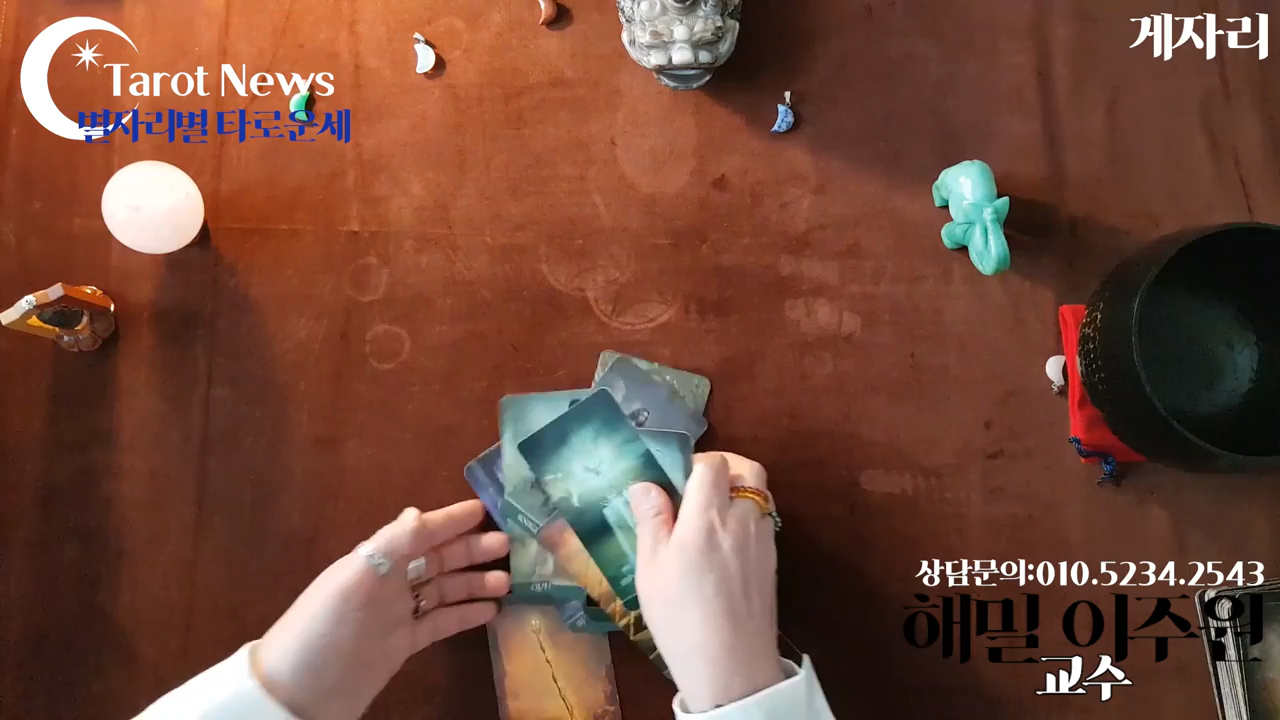 Tarot News
별자리별 타로운세
게자리
상담문의:010.5234.2543
해밀 이주원
교수